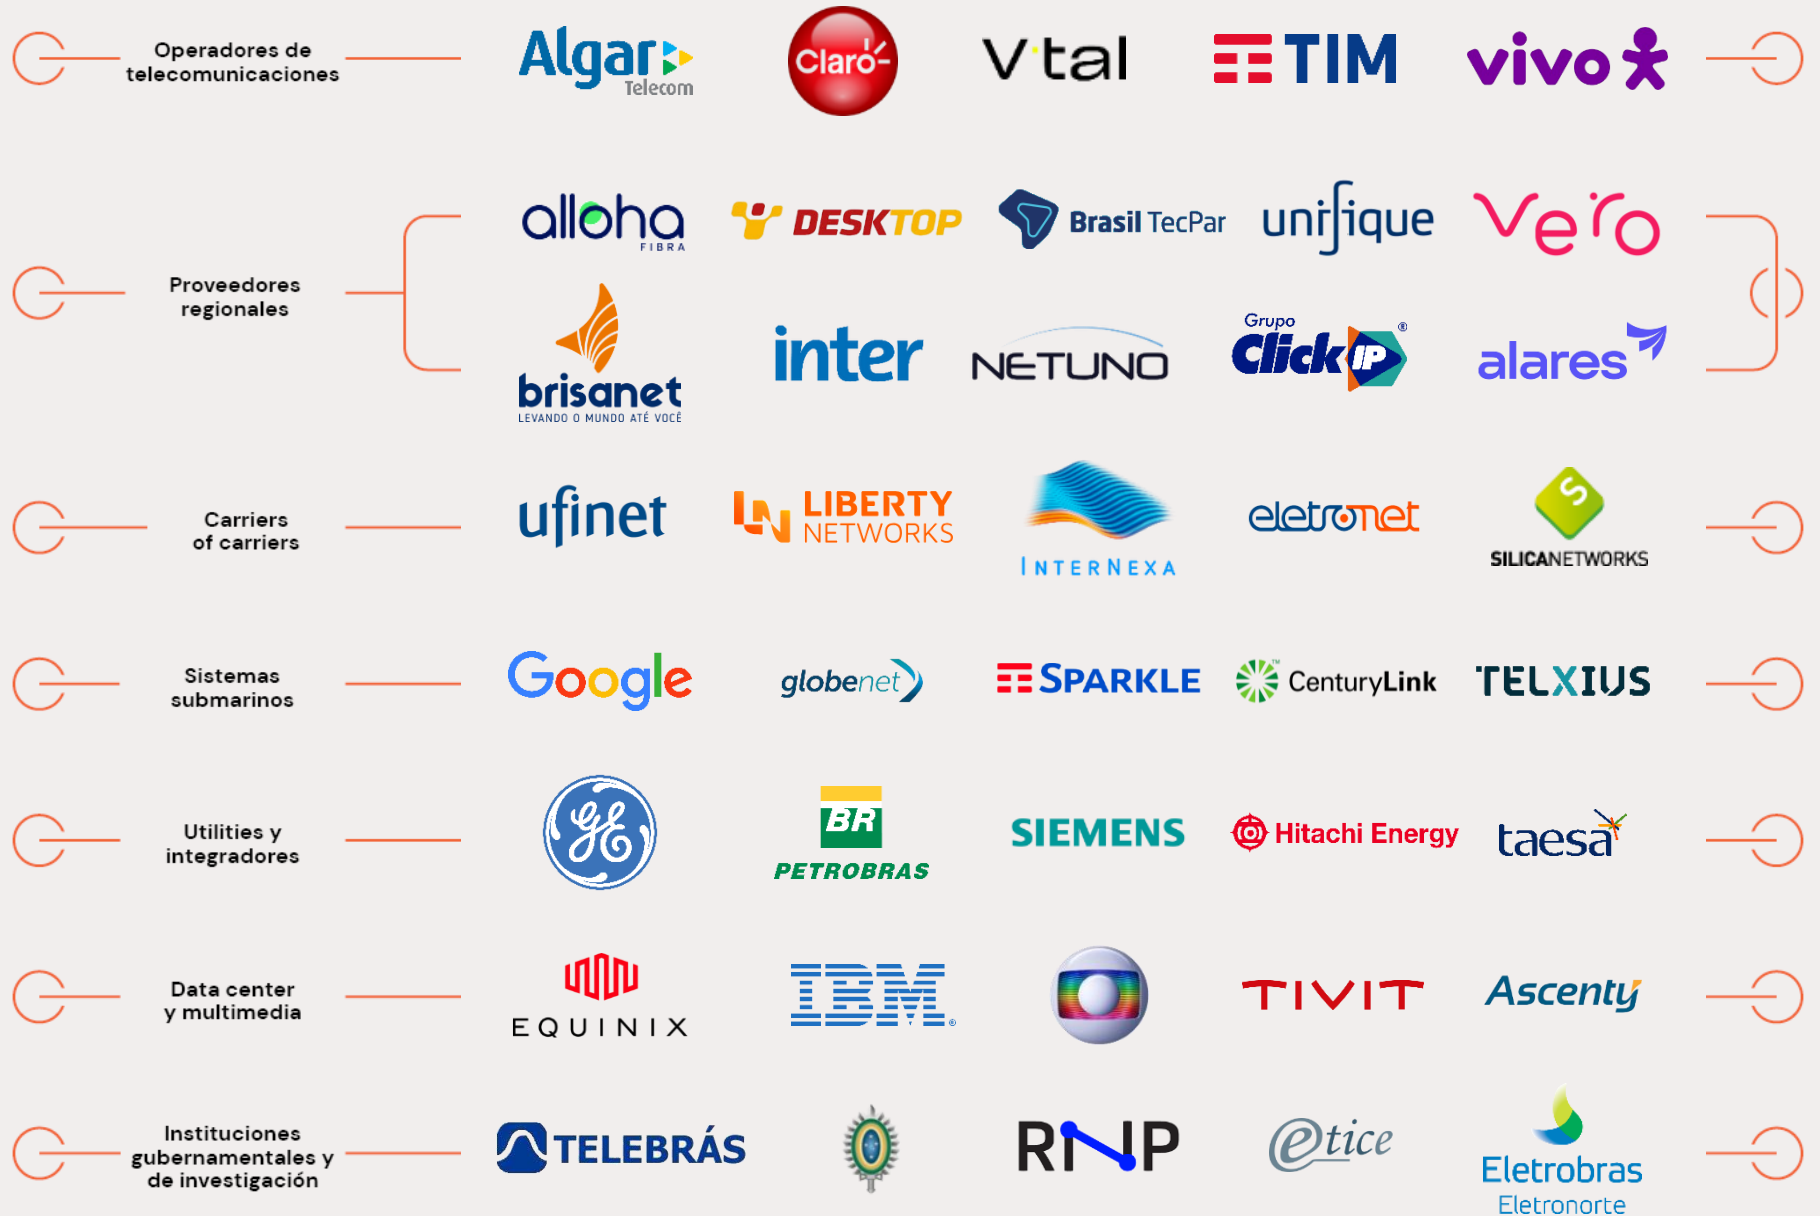 Operadores de
telecomunicaciones
Algar
Telecom
Claro
V·tal
TIM
vivo
Proveedores
regionales
alloha
FIBRA
DESKTOP
Brasil TecPar
unifique
vero
brisanet
LEVANDO O MUNDO ATÉ VOCÊ
inter
NETUNO
Grupo
Click IP ®
alares
Carriers
of carriers
ufinet
LN LIBERTY
NETWORKS
INTERNEXA
eletronet
S
SILICANETWORKS
Sistemas
submarinos
Google
globenet
SPARKLE
CenturyLink™
TELXIUS
Utilities y
integradores
GE
BR
PETROBRAS
SIEMENS
Hitachi Energy
taesa
Data center
y multimedia
EQUINIX
IBM®
TIVIT
Ascenty
Instituciones
gubernamentales y
de investigación
TELEBRÁS
RNP
etice
Eletrobras
Eletronorte